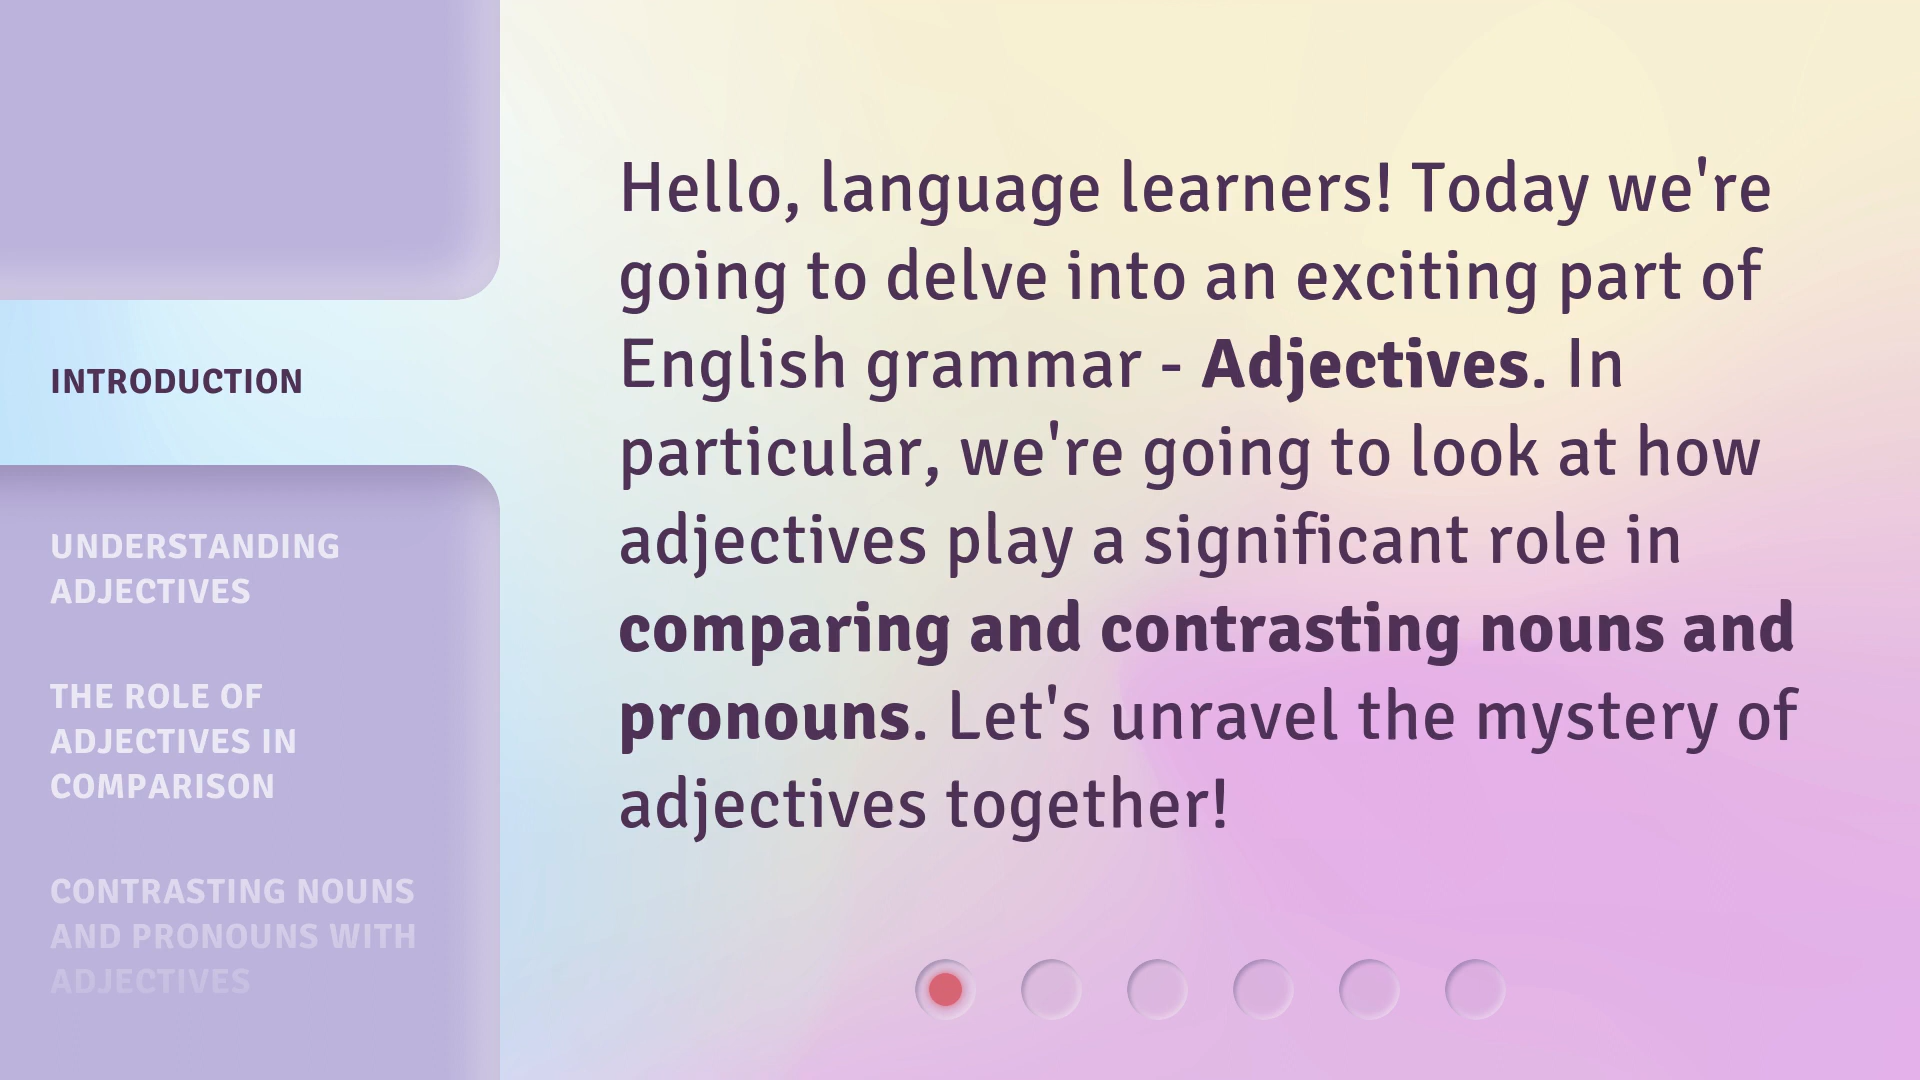 INTRODUCTION
UNDERSTANDING
ADJECTIVES
THE ROLE OF
ADJECTIVES IN
COMPARISON
CONTRASTING NOUNS
AND PRONOUNS WITH
ADJECTIVES
Hello, language learners! Today we're
going to delve into an exciting part of
English grammar - Adjectives. In
particular, we're going to look at how
adjectives play a significant role in
comparing and contrasting nouns and
pronouns. Let's unravel the mystery of
adjectives together!